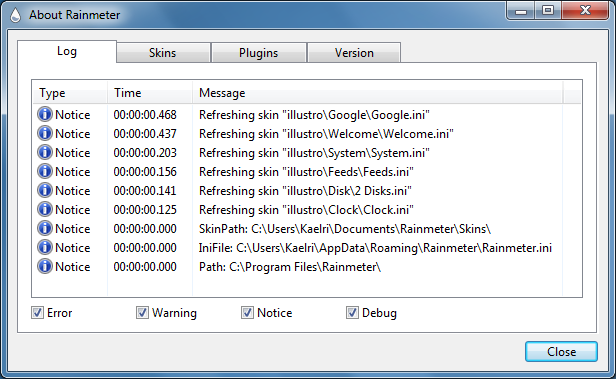 About Rainmeter
Log Skins Plugins Version
Type Time Message
Notice 00:00:00.468 Refreshing skin "illustro\Google\Google.ini"
Notice 00:00:00.437 Refreshing skin "illustro\Welcome\Welcome.ini"
Notice 00:00:00.203 Refreshing skin "illustro\System\System.ini"
Notice 00:00:00.156 Refreshing skin "illustro\Feeds\Feeds.ini"
Notice 00:00:00.141 Refreshing skin "illustro\Disk\2 Disks.ini"
Notice 00:00:00.125 Refreshing skin "illustro\Clock\Clock.ini"
Notice 00:00:00.000 SkinPath: C:\Users\Kaelri\Documents\Rainmeter\Skins\
Notice 00:00:00.000 IniFile: C:\Users\Kaelri\AppData\Roaming\Rainmeter\Rainmeter.ini
Notice 00:00:00.000 Path: C:\Program Files\Rainmeter\
Error Warning Notice Debug
Close